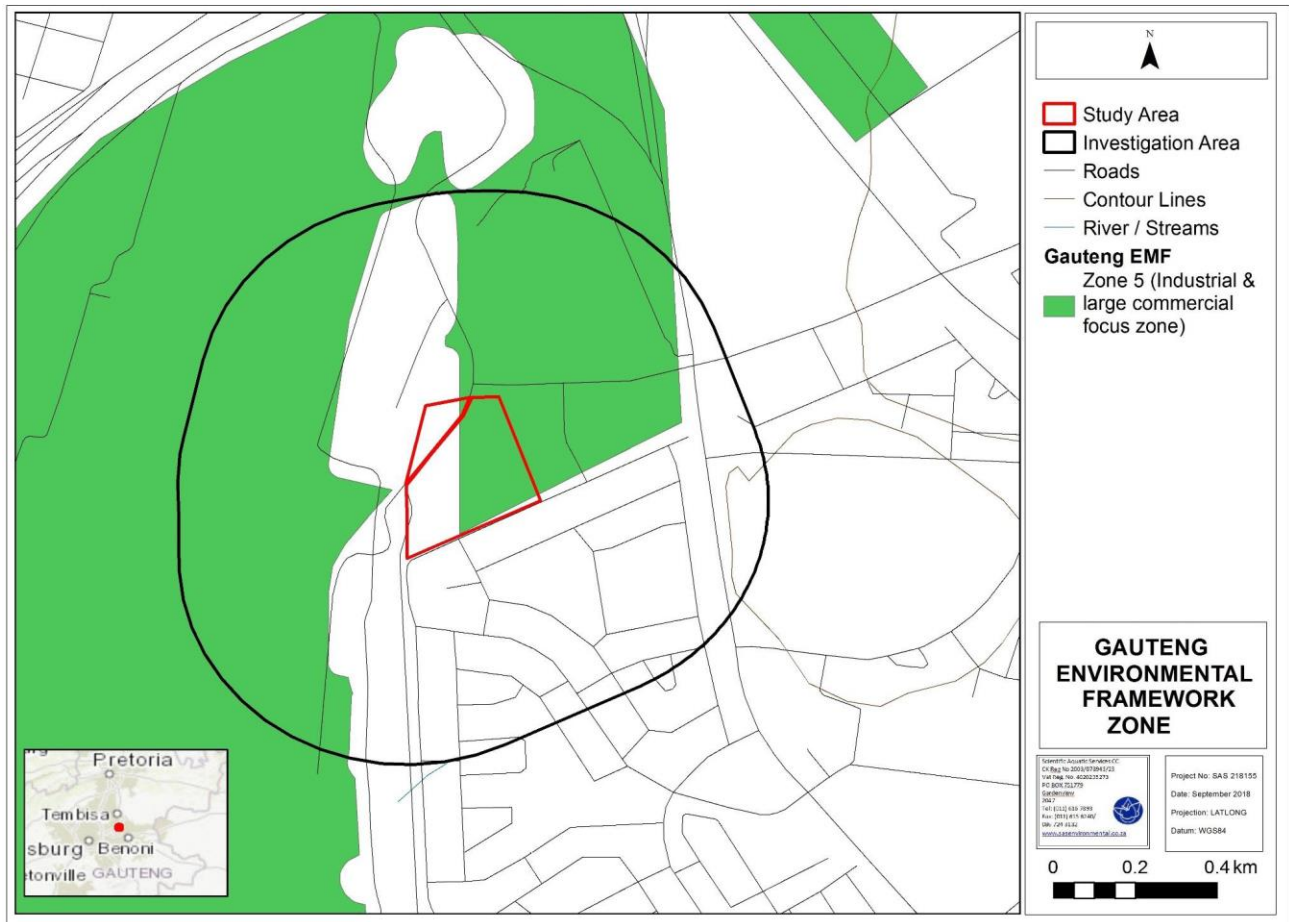 N
Study Area
Investigation Area
Roads
Contour Lines
River / Streams
Gauteng EMF
Zone 5 (Industrial &
large commercial
focus zone)
GAUTENG
ENVIRONMENTAL
FRAMEWORK
ZONE
Scientific Aquatic Services CC
PO BOX 751779
Gardenview
2047
www.sasenvironmental.co.za
Project No: SAS 218155
Date: September 2018
Projection: LATLONG
Datum: WGS84
0 0.2 0.4 km
Pretoria
Tembisa
sburg Benoni
tonville GAUTENG